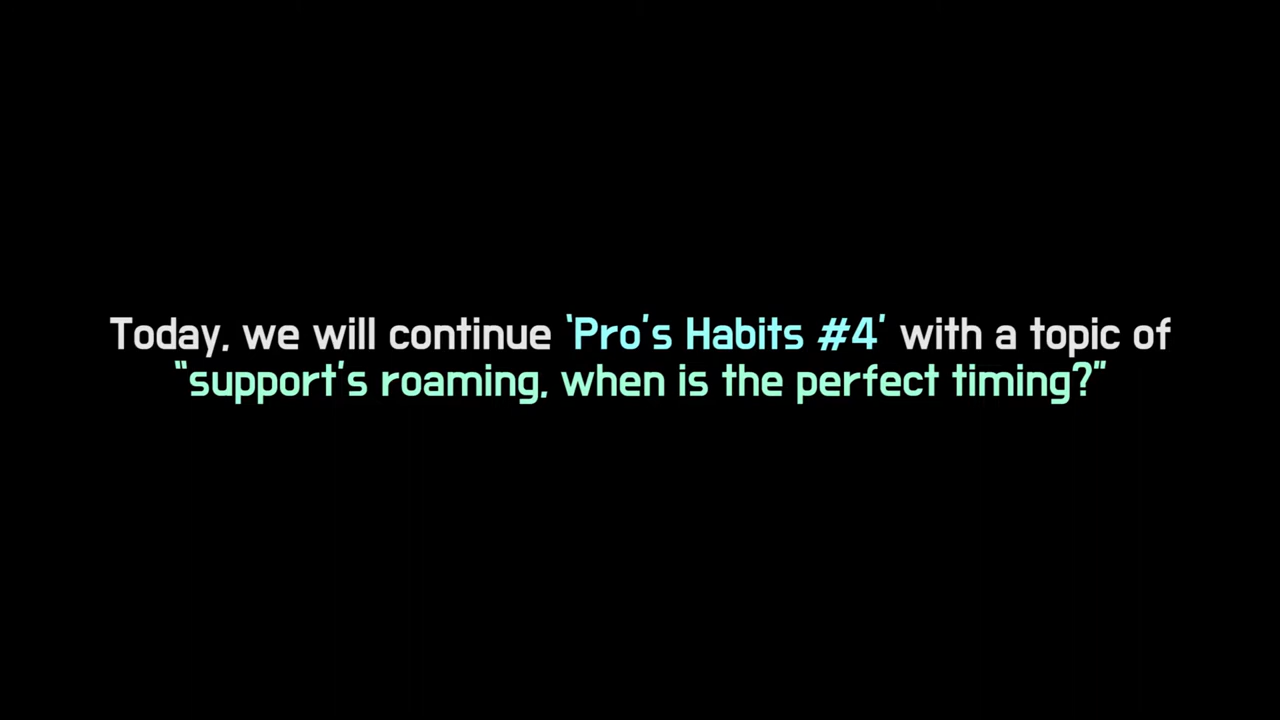 Today, we will continue 'Pro's Habits #4' with a topic of
"support's roaming, when is the perfect timing?"